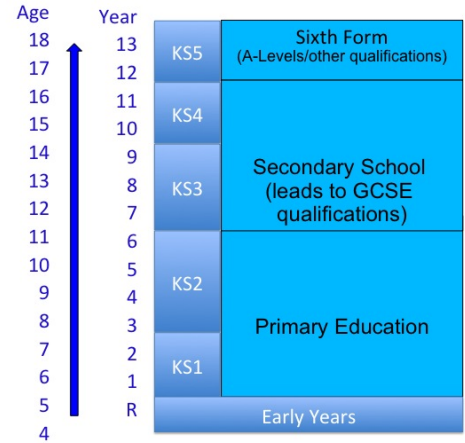 Age
18
17
16
15
14
13
12
11
10
9
8
7
6
5
4
Year
13
12
11
10
9
8
7
6
5
4
3
2
1
R
KS5
KS4
KS3
KS2
KS1
Sixth Form
(A-Levels/other qualifications)
Secondary School
(leads to GCSE
qualifications)
Primary Education
Early Years